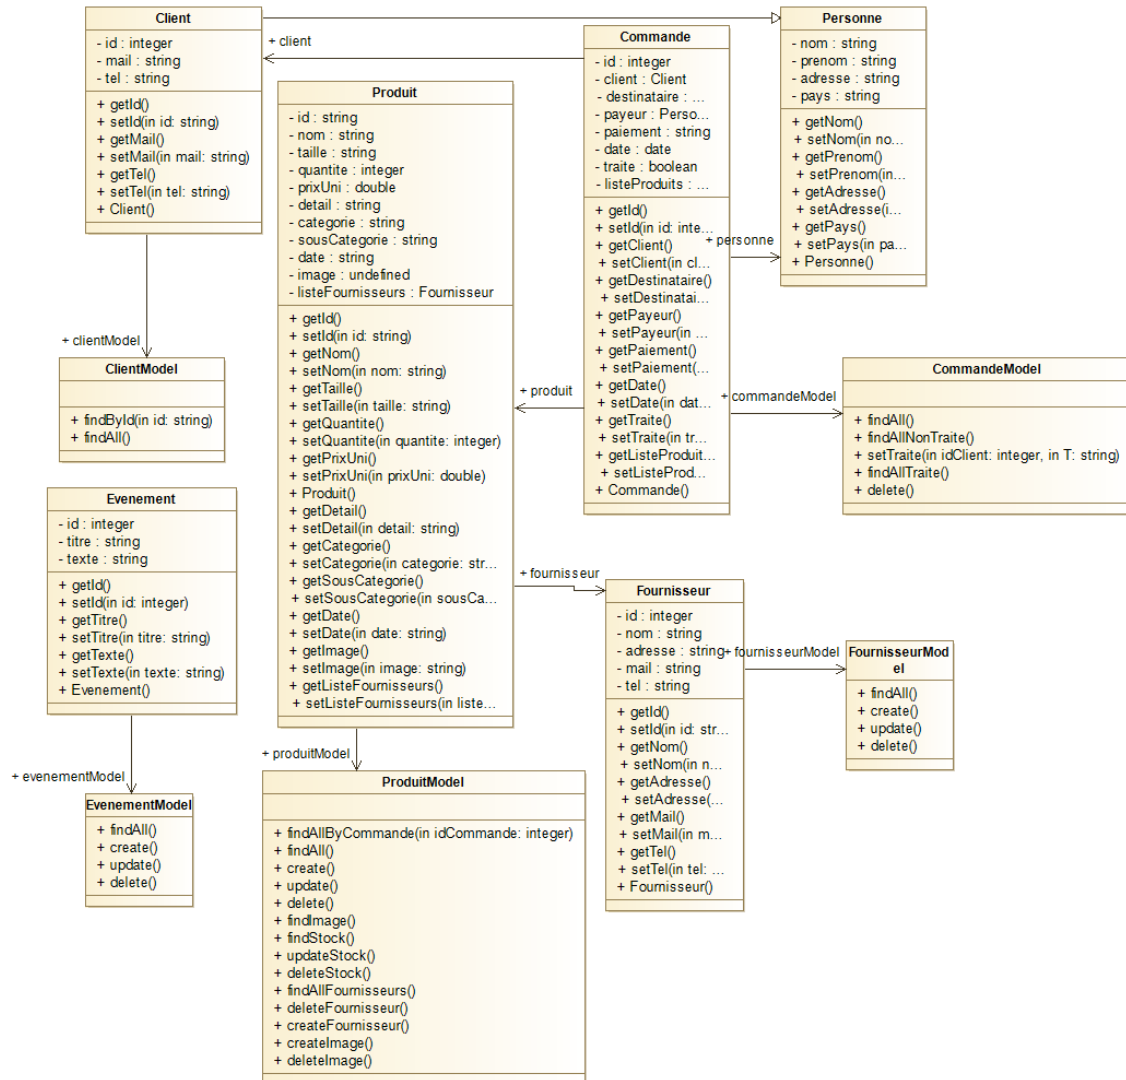 Client
- id : integer
- mail : string
- tel : string
+ getId()
+ setId(in id: string)
+ getMail()
+ setMail(in mail: string)
+ getTel()
+ setTel(in tel: string)
+ Client()
+ client
Commande
- id : integer
- client : Client
- destinataire : ...
- payeur : Perso...
- paiement : string
- date : date
- traite : boolean
- listeProduits : ...
+ getId()
+ setId(in id: inte...
+ getClient()
+ setClient(in cl...
+ getDestinataire()
+ setDestinatai...
+ getPayeur()
+ setPayeur(in ...
+ getPaiement()
+ setPaiement(...
+ getDate()
+ setDate(in dat...
+ getTraite()
+ setTraite(in tr...
+ getListeProduit...
+ setListeProd...
+ Commande()
Personne
- nom : string
- prenom : string
- adresse : string
- pays : string
+ getNom()
+ setNom(in no...
+ getPrenom()
+ setPrenom(in...
+ getAdresse()
+ setAdresse(i...
+ getPays()
+ setPays(in pa...
+ Personne()
+ personne
Produit
- id : string
- nom : string
- taille : string
- quantite : integer
- prixUni : double
- detail : string
- categorie : string
- sousCategorie : string
- date : string
- image : undefined
- listeFournisseurs : Fournisseur
+ getId()
+ setId(in id: string)
+ getNom()
+ setNom(in nom: string)
+ getTaille()
+ setTaille(in taille: string)
+ getQuantite()
+ setQuantite(in quantite: integer)
+ getPrixUni()
+ setPrixUni(in prixUni: double)
+ Produit()
+ getDetail()
+ setDetail(in detail: string)
+ getCategorie()
+ setCategorie(in categorie: str...
+ getSousCategorie()
+ setSousCategorie(in sousCa...
+ getDate()
+ setDate(in date: string)
+ getImage()
+ setImage(in image: string)
+ getListeFournisseurs()
+ setListeFournisseurs(in liste...
+ clientModel
ClientModel
+ findById(in id: string)
+ findAll()
+ produit
+ commandeModel
CommandeModel
+ findAll()
+ findAllNonTraite()
+ setTraite(in idClient: integer, in T: string)
+ findAllTraite()
+ delete()
Evenement
- id : integer
- titre : string
- texte : string
+ getId()
+ setId(in id: integer)
+ getTitre()
+ setTitre(in titre: string)
+ getTexte()
+ setTexte(in texte: string)
+ Evenement()
+ fournisseur
Fournisseur
- id : integer
- nom : string
- adresse : string
- mail : string
- tel : string
+ getId()
+ setId(in id: str...
+ getNom()
+ setNom(in n...
+ getAdresse()
+ setAdresse(...
+ getMail()
+ setMail(in m...
+ getTel()
+ setTel(in tel: ...
+ Fournisseur()
+ fournisseurModel
FournisseurMod
el
+ findAll()
+ create()
+ update()
+ delete()
+ evenementModel
EvenementModel
+ findAll()
+ create()
+ update()
+ delete()
+ produitModel
ProduitModel
+ findAllByCommande(in idCommande: integer)
+ findAll()
+ create()
+ update()
+ delete()
+ findImage()
+ findStock()
+ updateStock()
+ deleteStock()
+ findAllFournisseurs()
+ deleteFournisseur()
+ createFournisseur()
+ createImage()
+ deleteImage()